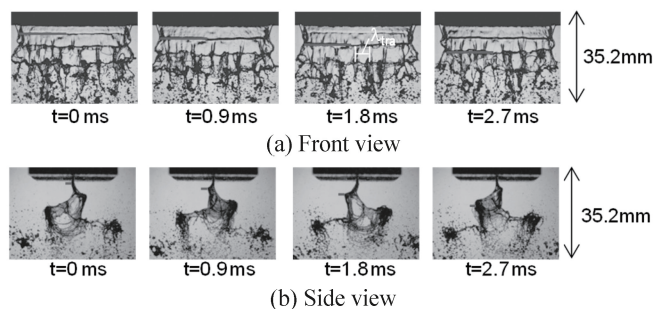 λtra
35.2mm
t=0 ms t=0.9 ms t=1.8 ms t=2.7 ms
(a) Front view
35.2mm
t=0 ms t=0.9 ms t=1.8 ms t=2.7 ms
(b) Side view